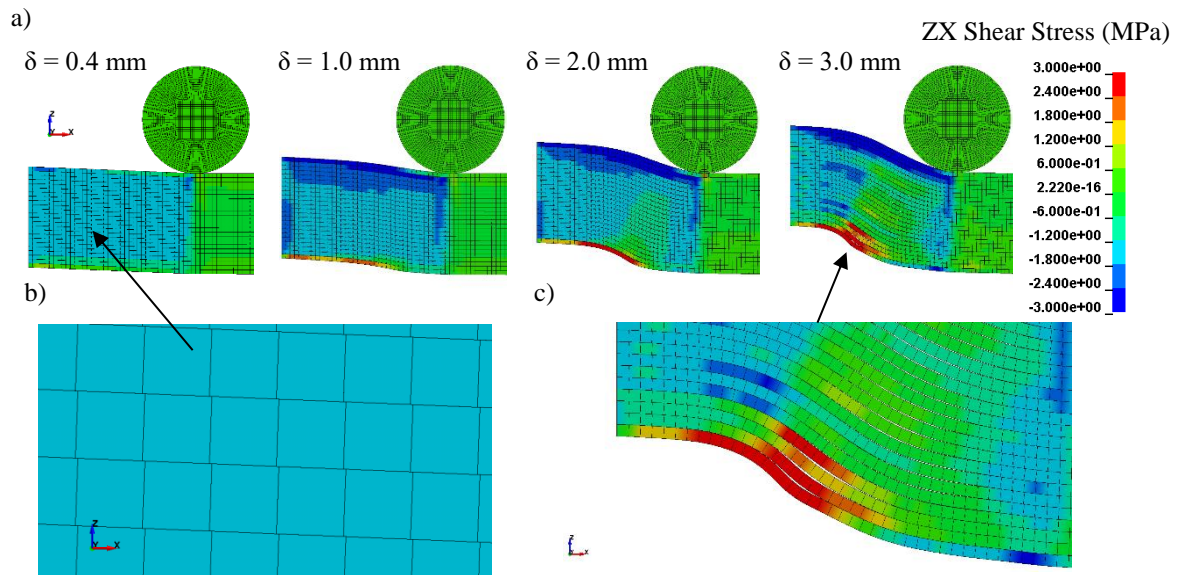 a)
ZX Shear Stress (MPa)
δ = 0.4 mm
δ = 1.0 mm
δ = 2.0 mm
δ = 3.0 mm
3.000e+00
2.400e+00
1.800e+00
1.200e+00
6.000e-01
2.220e-16
-6.000e-01
-1.200e+00
-1.800e+00
-2.400e+00
-3.000e+00
Z
Y
X
b)
c)
Z
Y
X
Z
Y
X